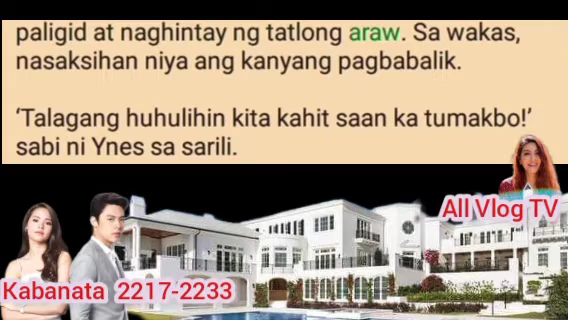 paligid at naghintay ng tatlong araw. Sa wakas,
nasaksihan niya ang kanyang pagbabalik.
‘Talagang huhulihin kita kahit saan ka tumakbo!’
sabi ni Ynes sa sarili.
All Vlog TV
Kabanata 2217-2233